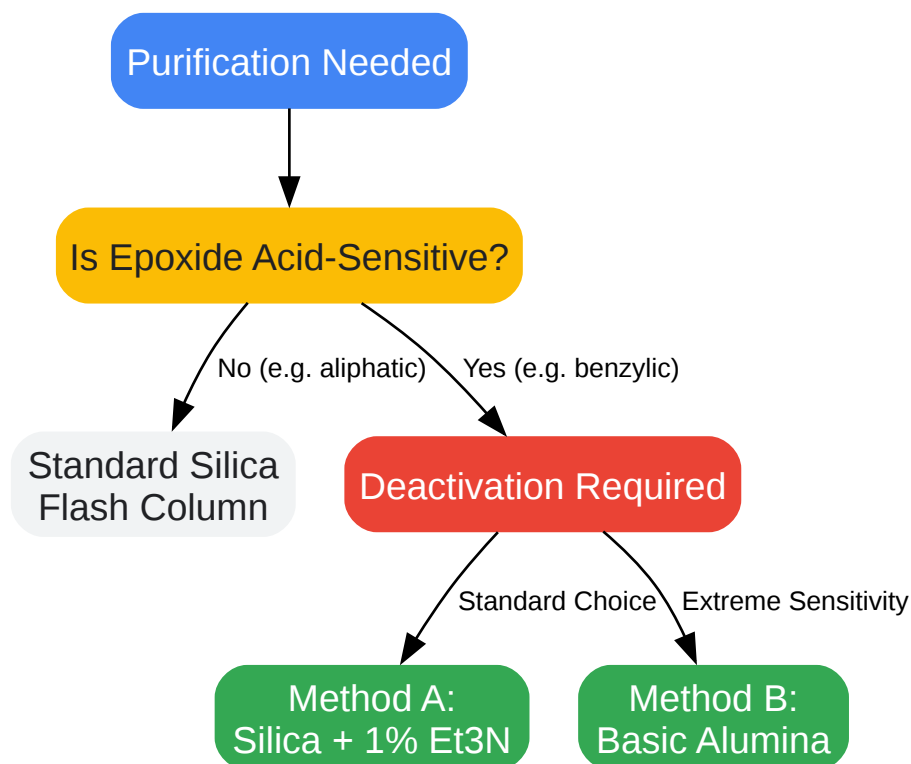 Purification Needed
Is Epoxide Acid-Sensitive?
No (e.g. aliphatic)
Yes (e.g. benzylic)
Standard Silica
Flash Column
Deactivation Required
Standard Choice
Extreme Sensitivity
Method A:
Silica + 1% Et3N
Method B:
Basic Alumina